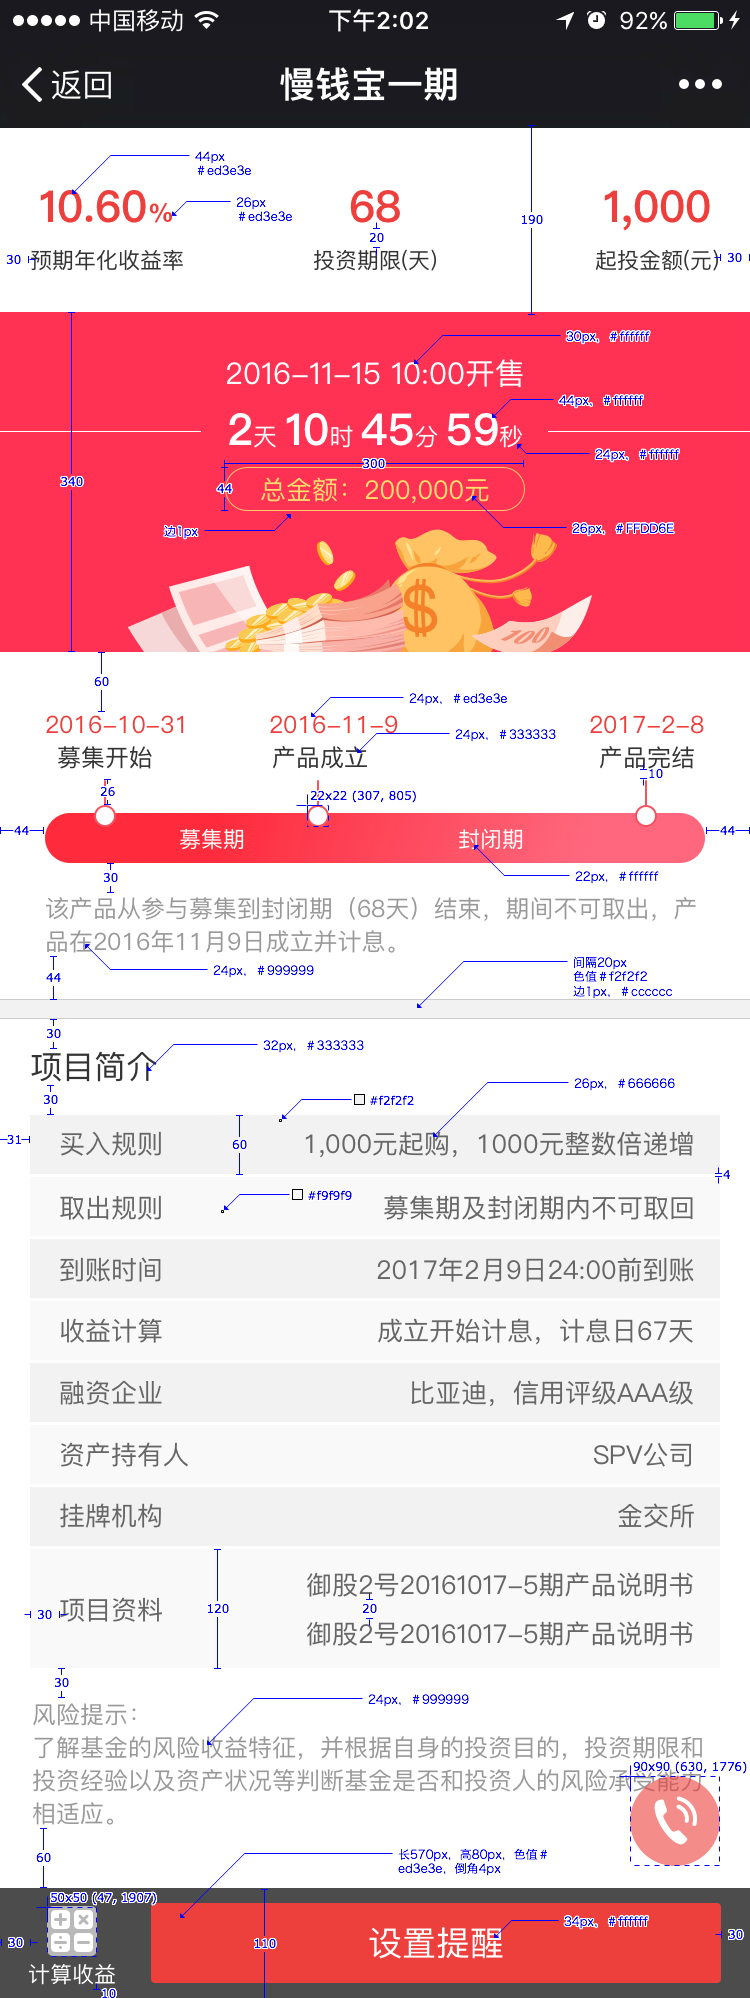 中国移动 下午2:02 92%
返回 慢钱宝一期
44px
#ed3e3e
10.60% 68 1,000
26px
#ed3e3e
190
20
30 预期年化收益率 投资期限(天) 起投金额(元) 30
30px, #ffffff
2016-11-15 10:00开售
44px, #ffffff
2天 10时 45分 59秒
24px, #ffffff
300
340
44 总金额: 200,000元
边1px
26px, #FFDD6E
$
100
60
24px, #ed3e3e
2016-10-31 2016-11-9 2017-2-8
24px, #333333
募集开始 产品成立 产品完结
10
26
22x22 (307, 805)
44 募集期 封闭期 44
30
22px, #ffffff
该产品从参与募集到封闭期（68天）结束，期间不可取出，产
品在2016年11月9日成立并计息。
24px, #999999
44
间隔20px
色值#f2f2f2
边1px, #cccccc
30
32px, #333333
项目简介
26px, #666666
30
#f2f2f2
31 买入规则 60 1,000元起购，1000元整数倍递增
4
#f9f9f9
取出规则 募集期及封闭期内不可取回
到账时间 2017年2月9日24:00前到账
收益计算 成立开始计息，计息日67天
融资企业 比亚迪，信用评级AAA级
资产持有人 SPV公司
挂牌机构 金交所
御股2号20161017-5期产品说明书
30 项目资料 120 20
御股2号20161017-5期产品说明书
30
24px, #999999
风险提示：
了解基金的风险收益特征，并根据自身的投资目的，投资期限和
90x90 (630, 1776)
投资经验以及资产状况等判断基金是否和投资人的风险承受能力
相适应。
60
长570px，高80px，色值#
ed3e3e，倒角4px
50x50 (47, 1907)
34px, #ffffff
30 110 设置提醒 30
计算收益
10